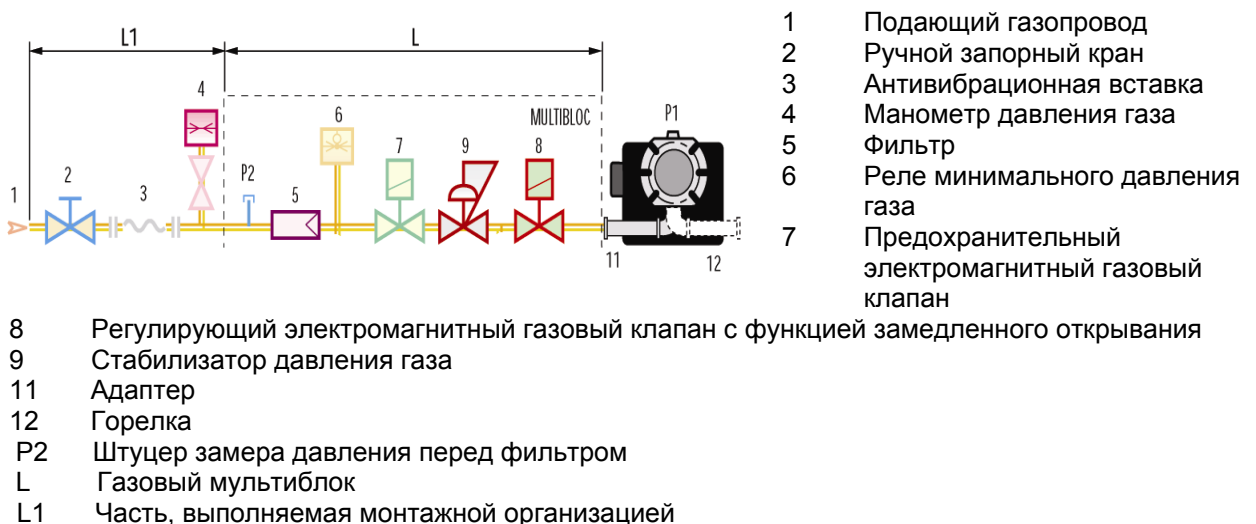 L1
L
4
6
MULTIBLOC
P1
7
9
8
2
P2
1
3
5
11
12
1 Подающий газопровод
2 Ручной запорный кран
3 Антивибрационная вставка
4 Манометр давления газа
5 Фильтр
6 Реле минимального давления
газа
7 Предохранительный
электромагнитный газовый
клапан
8 Регулирующий электромагнитный газовый клапан с функцией замедленного открывания
9 Стабилизатор давления газа
11 Адаптер
12 Горелка
P2 Штуцер замера давления перед фильтром
L Газовый мультиблок
L1 Часть, выполняемая монтажной организацией